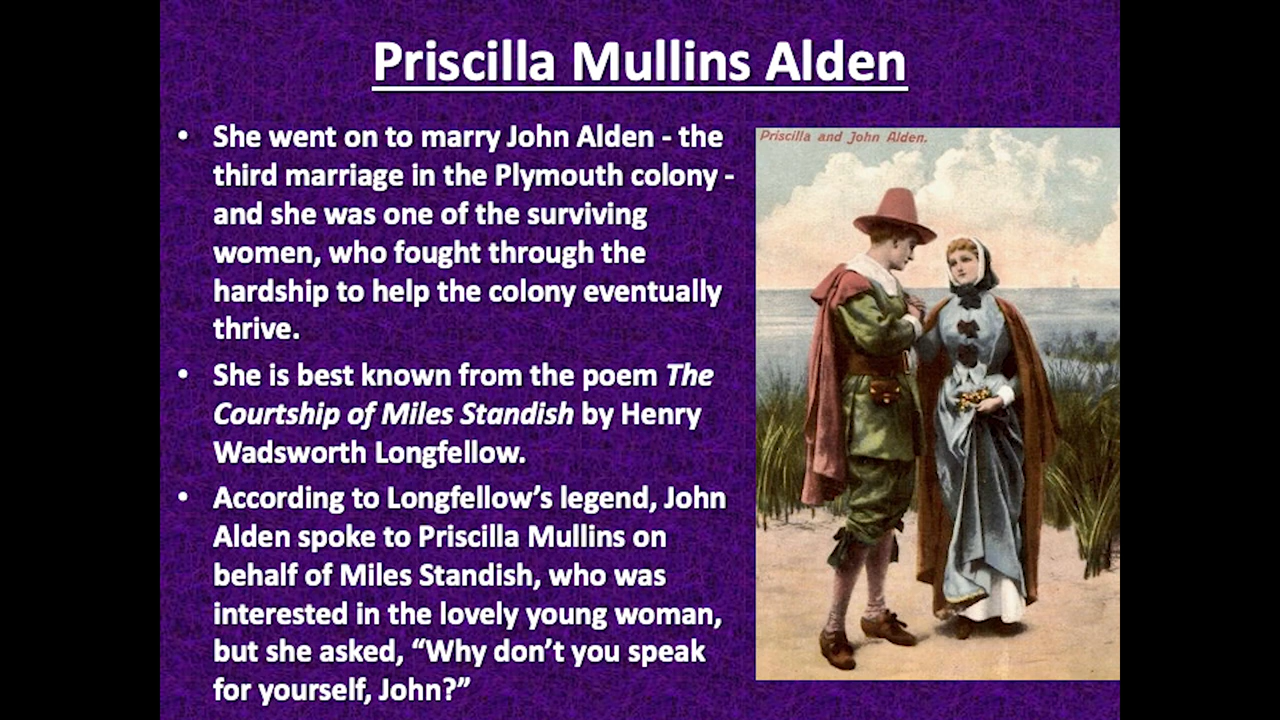 Priscilla Mullins Alden
• She went on to marry John Alden - the
third marriage in the Plymouth colony -
and she was one of the surviving
women, who fought through the
hardship to help the colony eventually
thrive.
• She is best known from the poem The
Courtship of Miles Standish by Henry
Wadsworth Longfellow.
• According to Longfellow’s legend, John
Alden spoke to Priscilla Mullins on
behalf of Miles Standish, who was
interested in the lovely young woman,
but she asked, “Why don’t you speak
for yourself, John?”
Priscilla and John Alden.